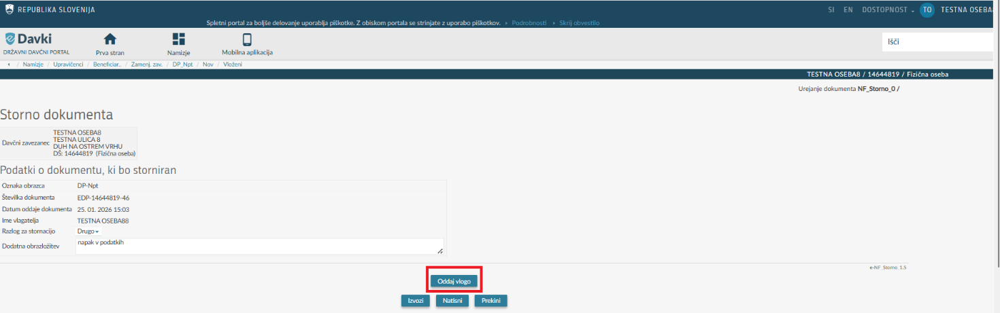 REPUBLIKA SLOVENIJA
SI EN DOSTOPNOST TO TESTNA OSEBA8
Spletni portal za boljše delovanje uporablja piškotke. Z obiskom portala se strinjate z uporabo piškotkov. Podrobnosti Skrij obvestilo
Davki
DRŽAVNI DAVČNI PORTAL
Prva stran
Namizje
Mobilna aplikacija
Išči
/ Namizje / Upravičenci / Beneficiar.. / Zamenj. zav. / DP_Npt / Nov / Vloženi
TESTNA OSEBA8 / 14644819 / Fizična oseba
Urejanje dokumenta NF_Storno_0 /
Storno dokumenta
Davčni zavezanec
TESTNA OSEBA8
TESTNA ULICA 8
DUH NA OSTREM VRHU
DŠ: 14644819 (Fizična oseba)
Podatki o dokumentu, ki bo storniran
Oznaka obrazca DP-Npt
Številka dokumenta EDP-14644819-46
Datum oddaje dokumenta 25. 01. 2026 15:03
Ime vlagatelja TESTNA OSEBA88
Razlog za stornacijo Drugo
Dodatna obrazložitev napak v podatkih
e-NF_Storno_1.5
Oddaj vlogo
Izvozi Natisni Prekini